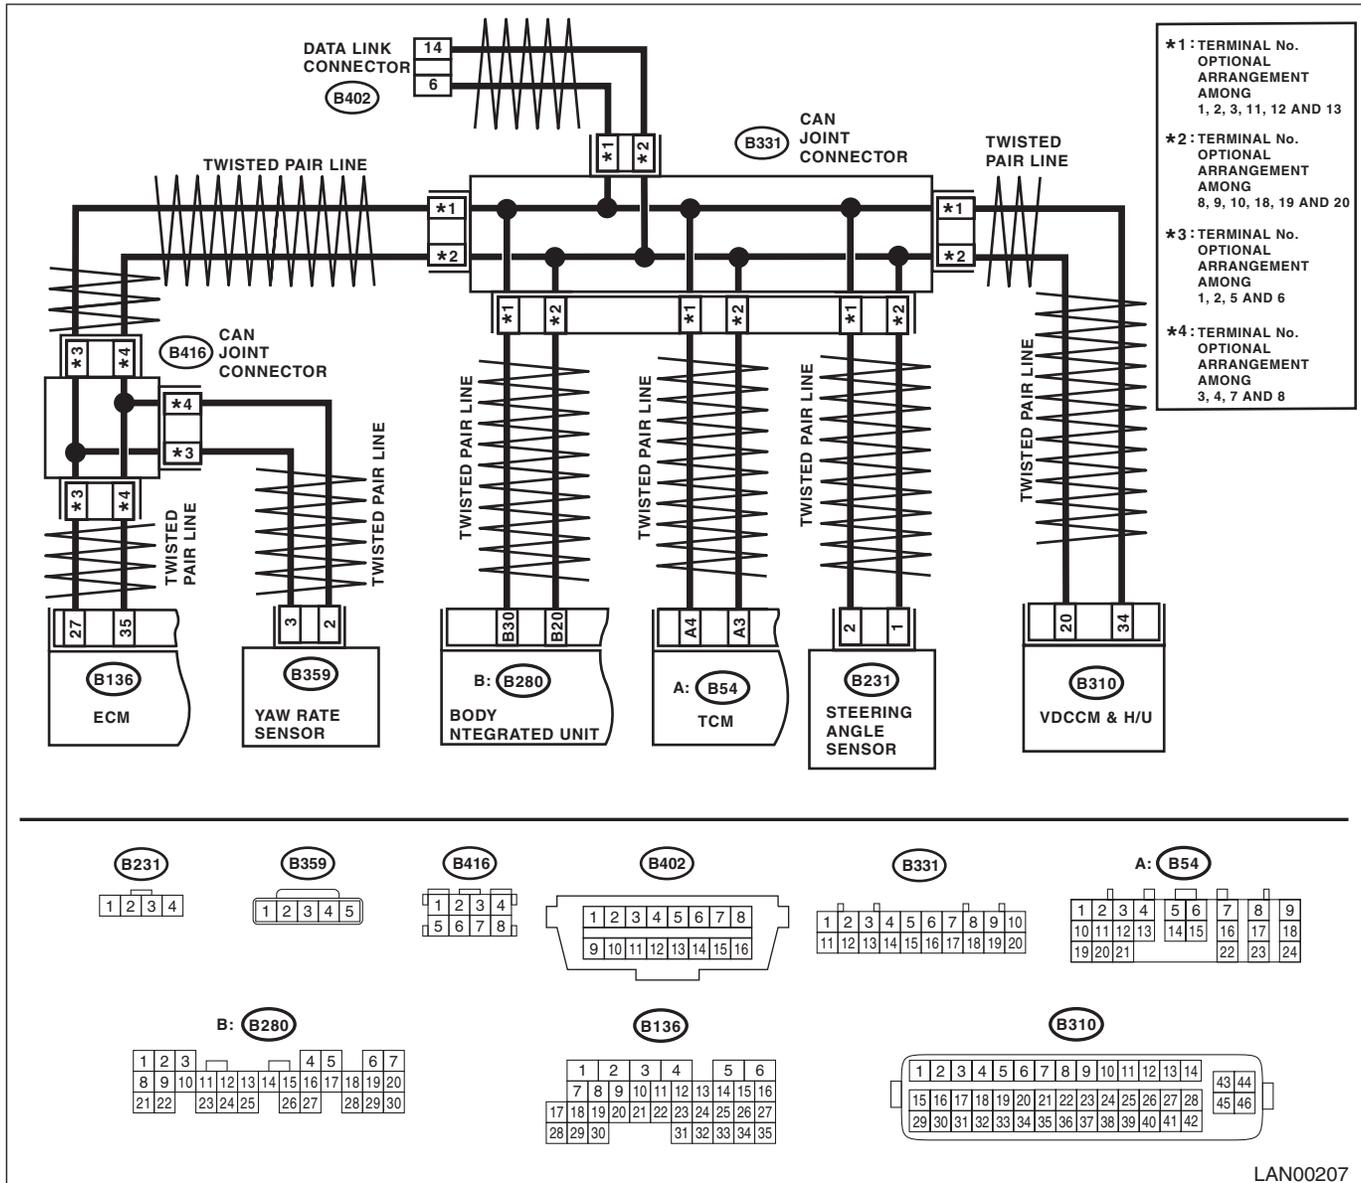 DATA LINK
CONNECTOR
B402
14
6
*1
*2
B331
CAN
JOINT
CONNECTOR
TWISTED
PAIR LINE
TWISTED PAIR LINE
*1
*2
*1
*2
*1
*2
*1
*2
*1
*2
*1: TERMINAL No.
OPTIONAL
ARRANGEMENT
AMONG
1, 2, 3, 11, 12 AND 13
*2: TERMINAL No.
OPTIONAL
ARRANGEMENT
AMONG
8, 9, 10, 18, 19 AND 20
*3: TERMINAL No.
OPTIONAL
ARRANGEMENT
AMONG
1, 2, 5 AND 6
*4: TERMINAL No.
OPTIONAL
ARRANGEMENT
AMONG
3, 4, 7 AND 8
*3
*4
B416
CAN
JOINT
CONNECTOR
*4
*3
*3
*4
TWISTED
PAIR LINE
TWISTED PAIR LINE
TWISTED PAIR LINE
TWISTED PAIR LINE
TWISTED PAIR LINE
TWISTED PAIR LINE
27
35
B136
ECM
3
2
B359
YAW RATE
SENSOR
B30
B20
B: B280
BODY
NTEGRATED UNIT
A4
A3
A: B54
TCM
2
1
B231
STEERING
ANGLE
SENSOR
20
34
B310
VDCCM & H/U
B231
1 2 3 4
B359
1 2 3 4 5
B416
1 2 3 4
5 6 7 8
B402
1 2 3 4 5 6 7 8
9 10 11 12 13 14 15 16
B331
1 2 3 4 5 6 7 8 9 10
11 12 13 14 15 16 17 18 19 20
A: B54
1 2 3 4 5 6 7 8 9
10 11 12 13 14 15 16 17 18
19 20 21 22 23 24
B: B280
1 2 3 4 5 6 7
8 9 10 11 12 13 14 15 16 17 18 19 20
21 22 23 24 25 26 27 28 29 30
B136
1 2 3 4 5 6
7 8 9 10 11 12 13 14 15 16
17 18 19 20 21 22 23 24 25 26 27
28 29 30 31 32 33 34 35
B310
1 2 3 4 5 6 7 8 9 10 11 12 13 14
15 16 17 18 19 20 21 22 23 24 25 26 27 28
29 30 31 32 33 34 35 36 37 38 39 40 41 42
43 44
45 46
LAN00207